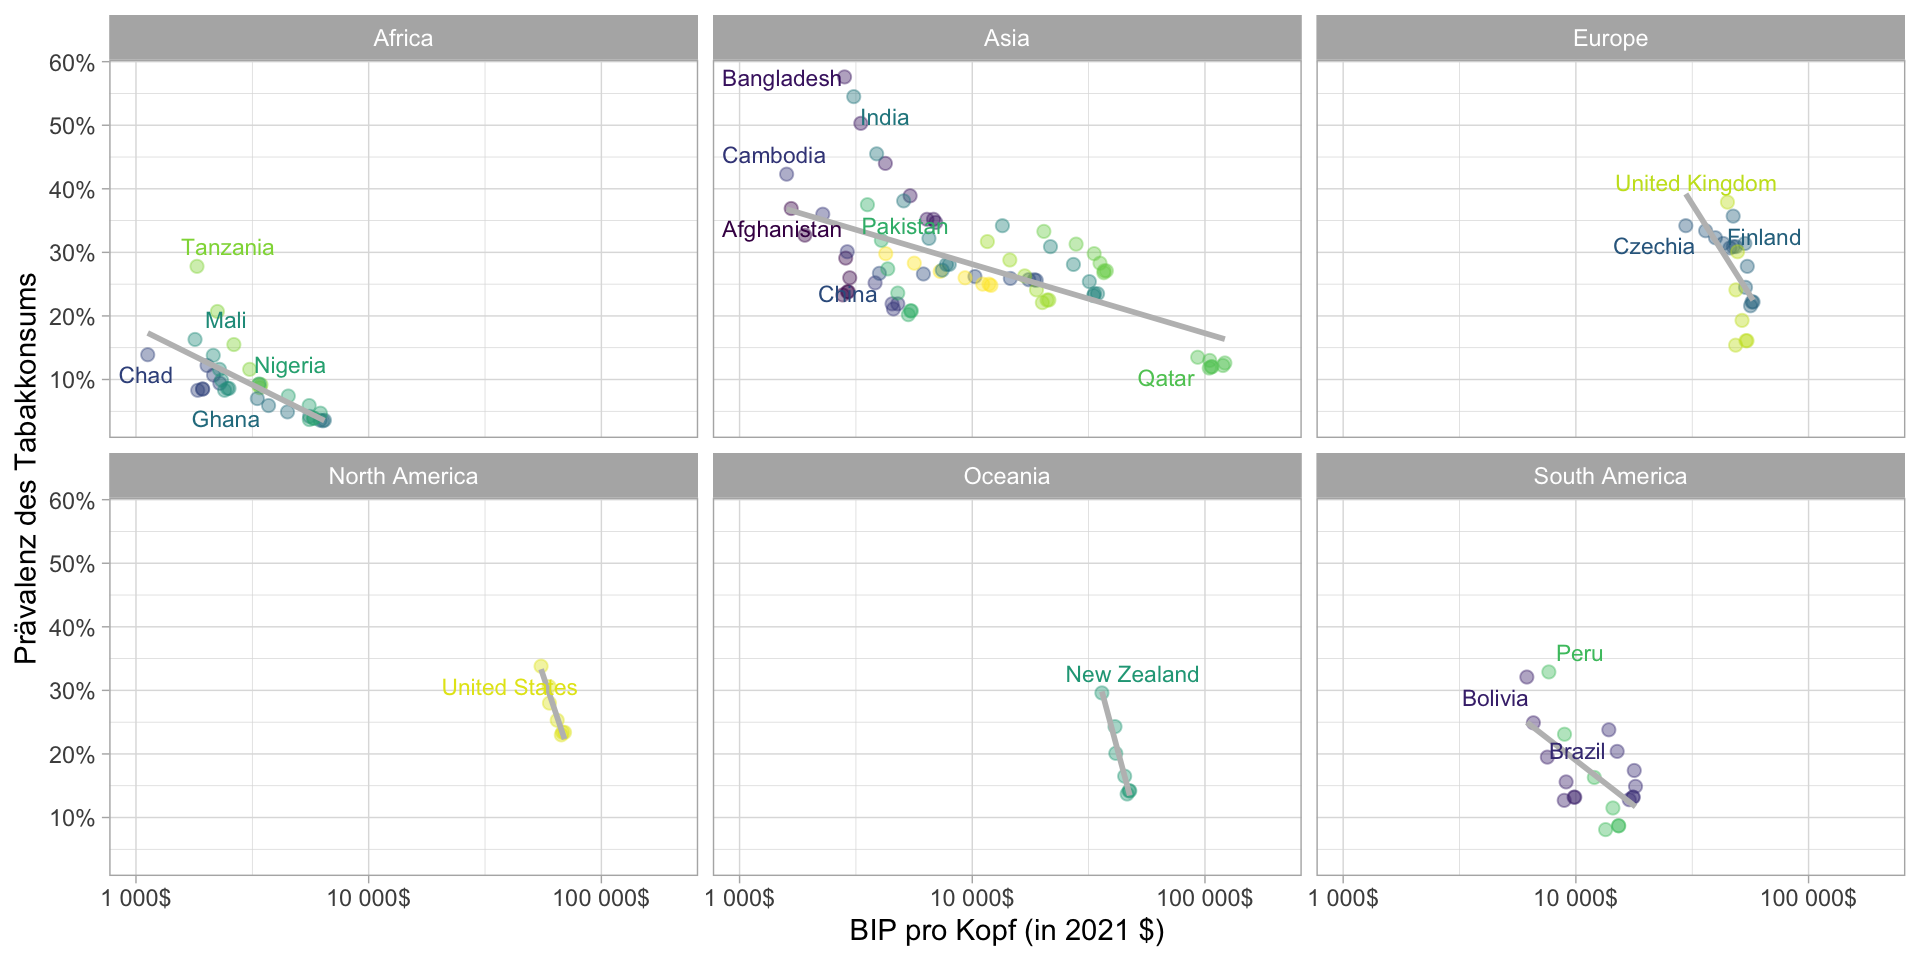 Africa
Asia
Europe
60%
50%
40%
30%
20%
10%
Tanzania
Mali
Nigeria
Chad
Ghana
Bangladesh
India
Cambodia
Pakistan
Afghanistan
China
Qatar
United Kingdom
Finland
Czechia
North America
Oceania
South America
60%
50%
40%
30%
20%
10%
United States
New Zealand
Peru
Bolivia
Brazil
1 000$
10 000$
100 000$
1 000$
10 000$
100 000$
1 000$
10 000$
100 000$
BIP pro Kopf (in 2021 $)
Prävalenz des Tabakkonsums